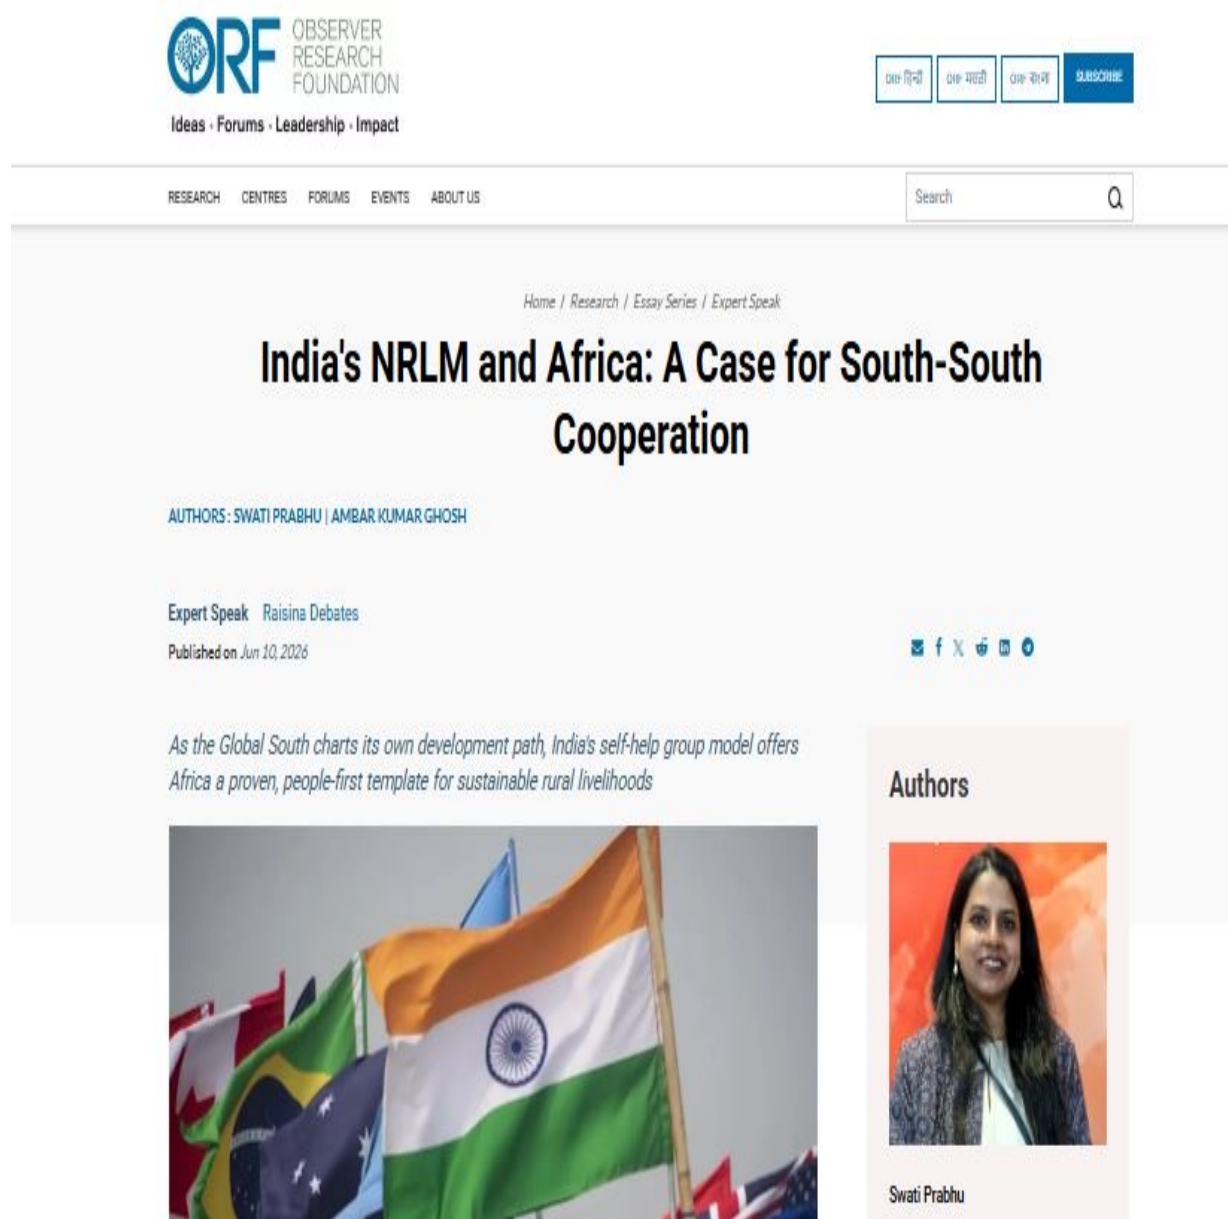 ORF OBSERVER
RESEARCH
FOUNDATION
Ideas · Forums · Leadership · Impact
ORF हिन्दी ORF मराठी ORF বাংলা SUBSCRIBE
RESEARCH CENTRES FORUMS EVENTS ABOUT US Search
Home / Research / Essay Series / Expert Speak
India's NRLM and Africa: A Case for South-South
Cooperation
AUTHORS : SWATI PRABHU | AMBAR KUMAR GHOSH
Expert Speak Raisina Debates
Published on Jun 10, 2026
As the Global South charts its own development path, India's self-help group model offers
Africa a proven, people-first template for sustainable rural livelihoods
Authors
Swati Prabhu